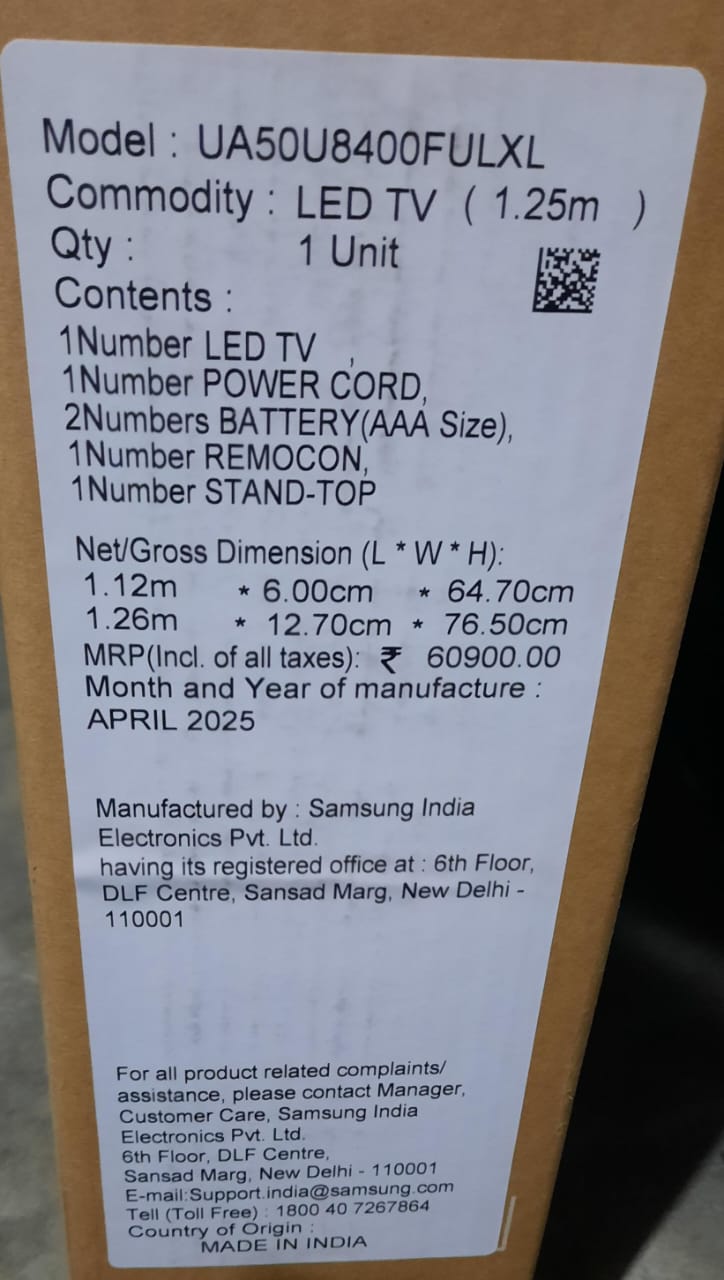 Model : UA50U8400FULXL
Commodity : LED TV ( 1.25m )
Qty : 1 Unit
Contents :
1Number LED TV ,
1Number POWER CORD,
2Numbers BATTERY(AAA Size),
1Number REMOCON,
1Number STAND-TOP
Net/Gross Dimension (L * W * H):
1.12m * 6.00cm * 64.70cm
1.26m * 12.70cm * 76.50cm
MRP(Incl. of all taxes): ₹ 60900.00
Month and Year of manufacture :
APRIL 2025
Manufactured by : Samsung India
Electronics Pvt. Ltd.
having its registered office at : 6th Floor,
DLF Centre, Sansad Marg, New Delhi -
110001
For all product related complaints/
assistance, please contact Manager,
Customer Care, Samsung India
Electronics Pvt. Ltd.
6th Floor, DLF Centre,
Sansad Marg, New Delhi - 110001
E-mail:Support.india@samsung.com
Tell (Toll Free) : 1800 40 7267864
Country of Origin :
MADE IN INDIA